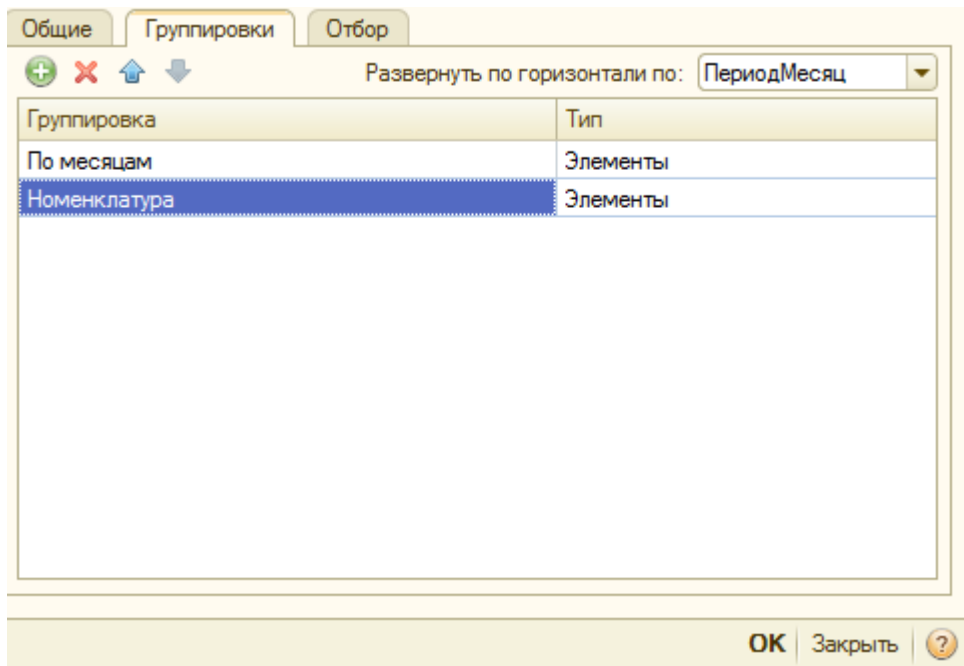 Общие Группировки Отбор
Развернуть по горизонтали по: ПериодМесяц
Группировка Тип
По месяцам Элементы
Номенклатура Элементы
OK Закрыть ?